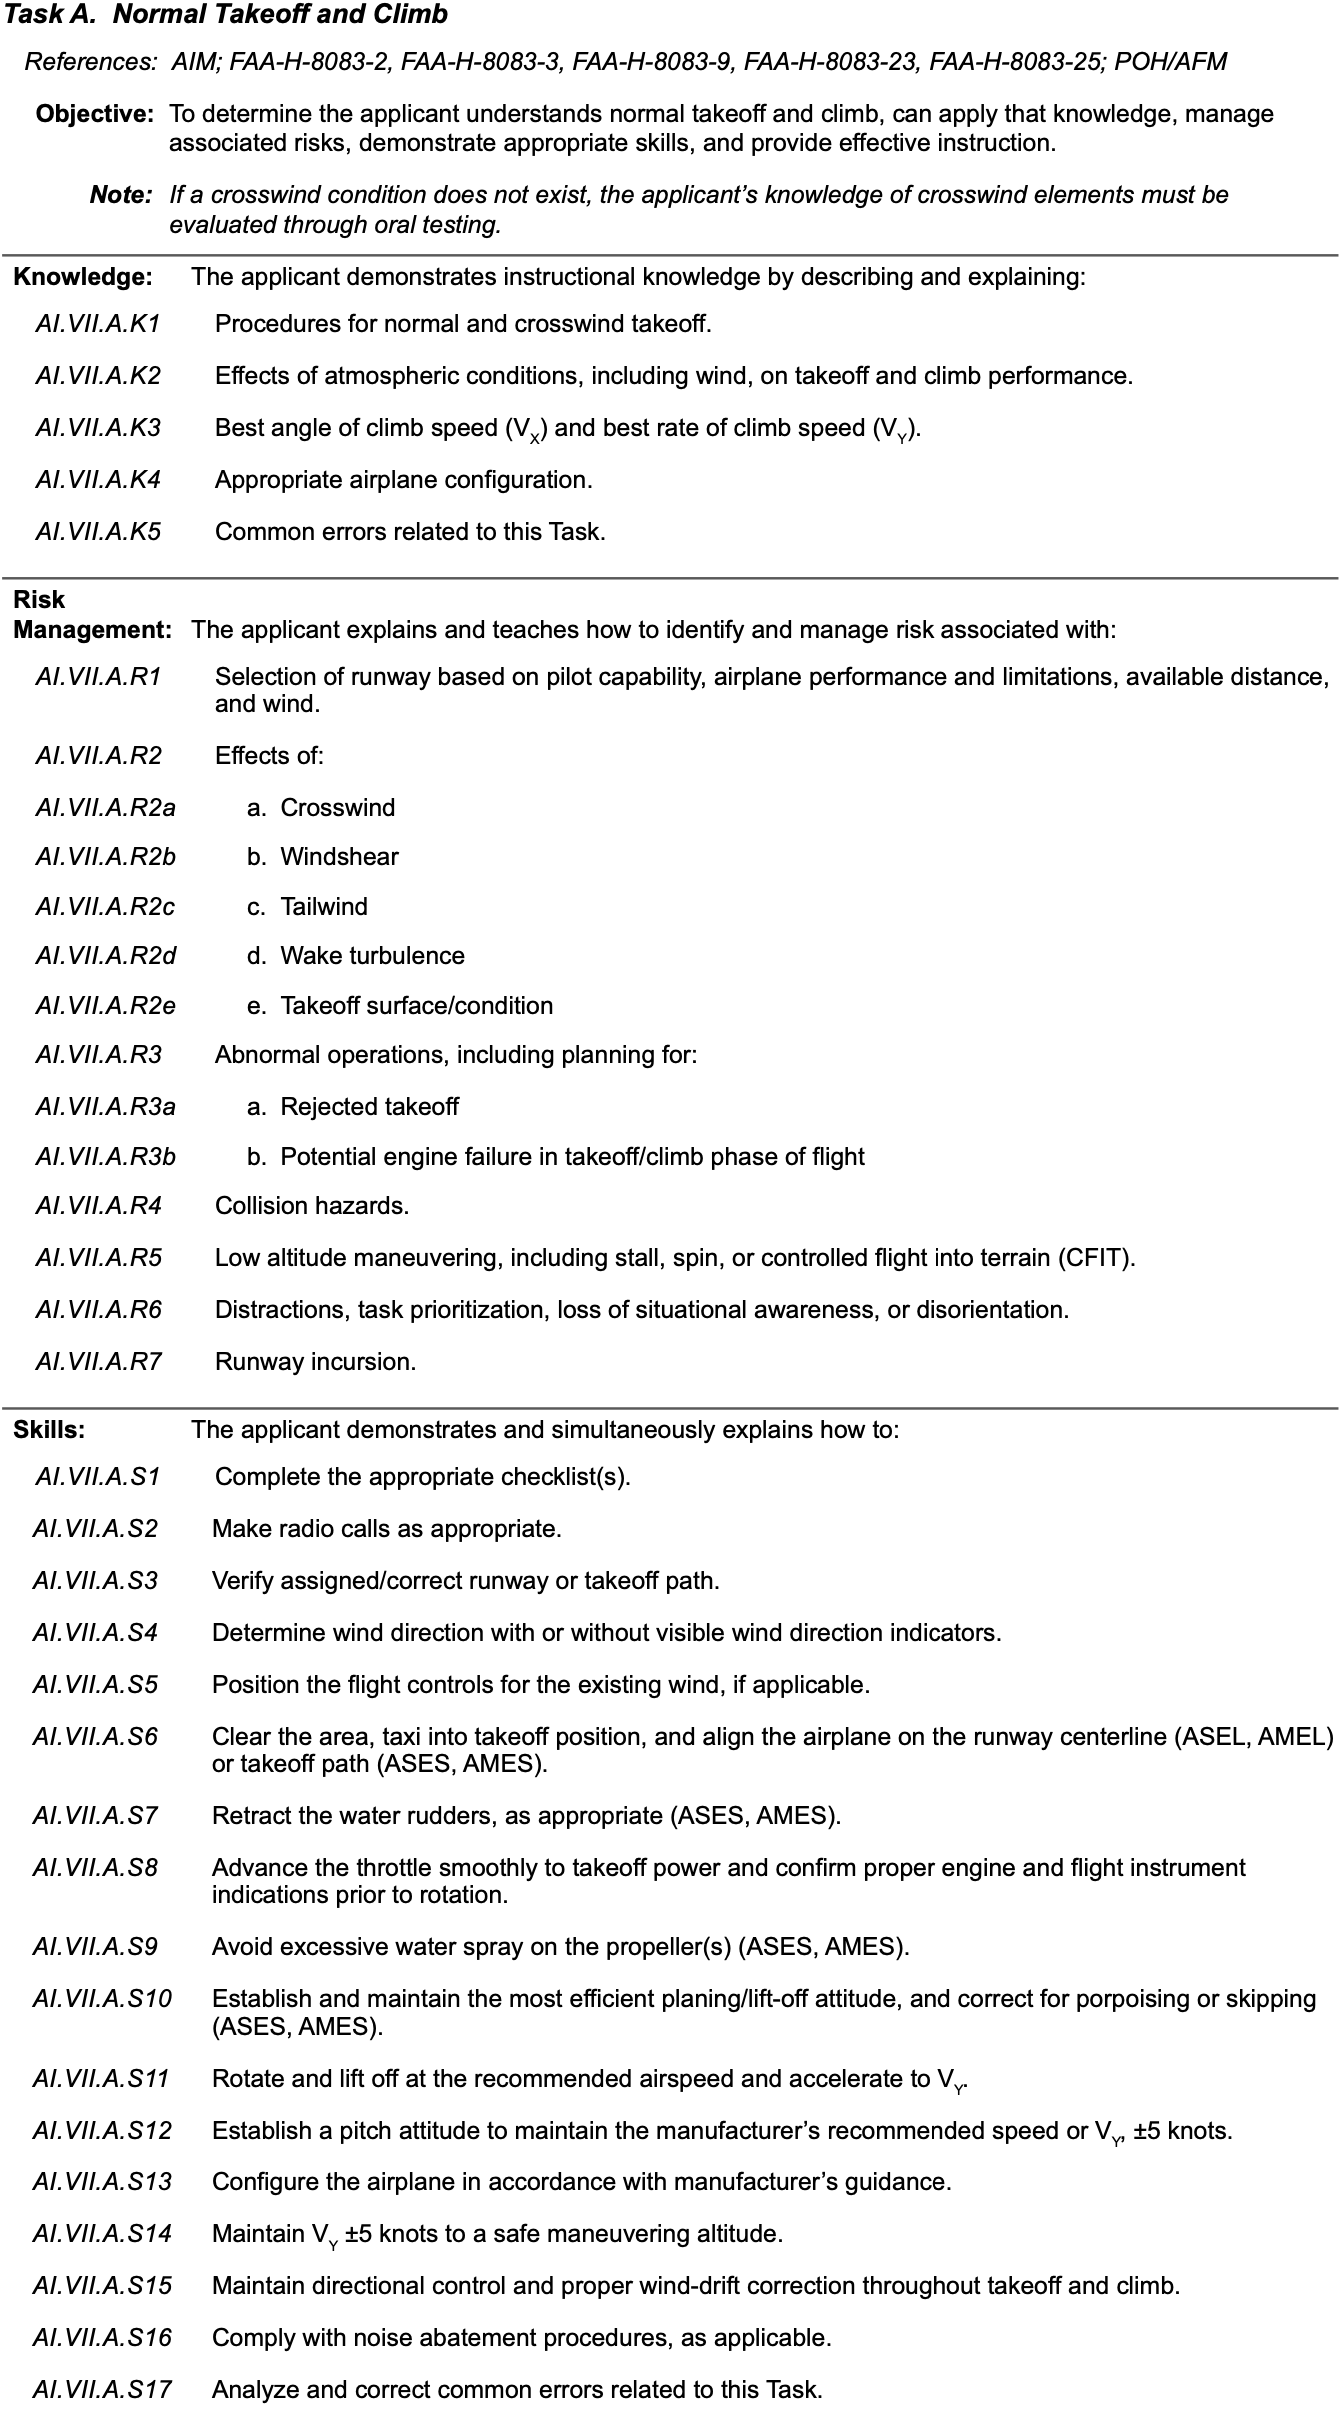 Task A. Normal Takeoff and Climb
References: AIM; FAA-H-8083-2, FAA-H-8083-3, FAA-H-8083-9, FAA-H-8083-23, FAA-H-8083-25; POH/AFM
Objective: To determine the applicant understands normal takeoff and climb, can apply that knowledge, manage
associated risks, demonstrate appropriate skills, and provide effective instruction.
Note: If a crosswind condition does not exist, the applicant’s knowledge of crosswind elements must be
evaluated through oral testing.
Knowledge: The applicant demonstrates instructional knowledge by describing and explaining:
AI.VII.A.K1 Procedures for normal and crosswind takeoff.
AI.VII.A.K2 Effects of atmospheric conditions, including wind, on takeoff and climb performance.
AI.VII.A.K3 Best angle of climb speed (VX) and best rate of climb speed (VY).
AI.VII.A.K4 Appropriate airplane configuration.
AI.VII.A.K5 Common errors related to this Task.
Risk
Management: The applicant explains and teaches how to identify and manage risk associated with:
AI.VII.A.R1 Selection of runway based on pilot capability, airplane performance and limitations, available distance,
and wind.
AI.VII.A.R2 Effects of:
AI.VII.A.R2a a. Crosswind
AI.VII.A.R2b b. Windshear
AI.VII.A.R2c c. Tailwind
AI.VII.A.R2d d. Wake turbulence
AI.VII.A.R2e e. Takeoff surface/condition
AI.VII.A.R3 Abnormal operations, including planning for:
AI.VII.A.R3a a. Rejected takeoff
AI.VII.A.R3b b. Potential engine failure in takeoff/climb phase of flight
AI.VII.A.R4 Collision hazards.
AI.VII.A.R5 Low altitude maneuvering, including stall, spin, or controlled flight into terrain (CFIT).
AI.VII.A.R6 Distractions, task prioritization, loss of situational awareness, or disorientation.
AI.VII.A.R7 Runway incursion.
Skills: The applicant demonstrates and simultaneously explains how to:
AI.VII.A.S1 Complete the appropriate checklist(s).
AI.VII.A.S2 Make radio calls as appropriate.
AI.VII.A.S3 Verify assigned/correct runway or takeoff path.
AI.VII.A.S4 Determine wind direction with or without visible wind direction indicators.
AI.VII.A.S5 Position the flight controls for the existing wind, if applicable.
AI.VII.A.S6 Clear the area, taxi into takeoff position, and align the airplane on the runway centerline (ASEL, AMEL)
or takeoff path (ASES, AMES).
AI.VII.A.S7 Retract the water rudders, as appropriate (ASES, AMES).
AI.VII.A.S8 Advance the throttle smoothly to takeoff power and confirm proper engine and flight instrument
indications prior to rotation.
AI.VII.A.S9 Avoid excessive water spray on the propeller(s) (ASES, AMES).
AI.VII.A.S10 Establish and maintain the most efficient planing/lift-off attitude, and correct for porpoising or skipping
(ASES, AMES).
AI.VII.A.S11 Rotate and lift off at the recommended airspeed and accelerate to VY.
AI.VII.A.S12 Establish a pitch attitude to maintain the manufacturer’s recommended speed or VY, ±5 knots.
AI.VII.A.S13 Configure the airplane in accordance with manufacturer’s guidance.
AI.VII.A.S14 Maintain VY ±5 knots to a safe maneuvering altitude.
AI.VII.A.S15 Maintain directional control and proper wind-drift correction throughout takeoff and climb.
AI.VII.A.S16 Comply with noise abatement procedures, as applicable.
AI.VII.A.S17 Analyze and correct common errors related to this Task.